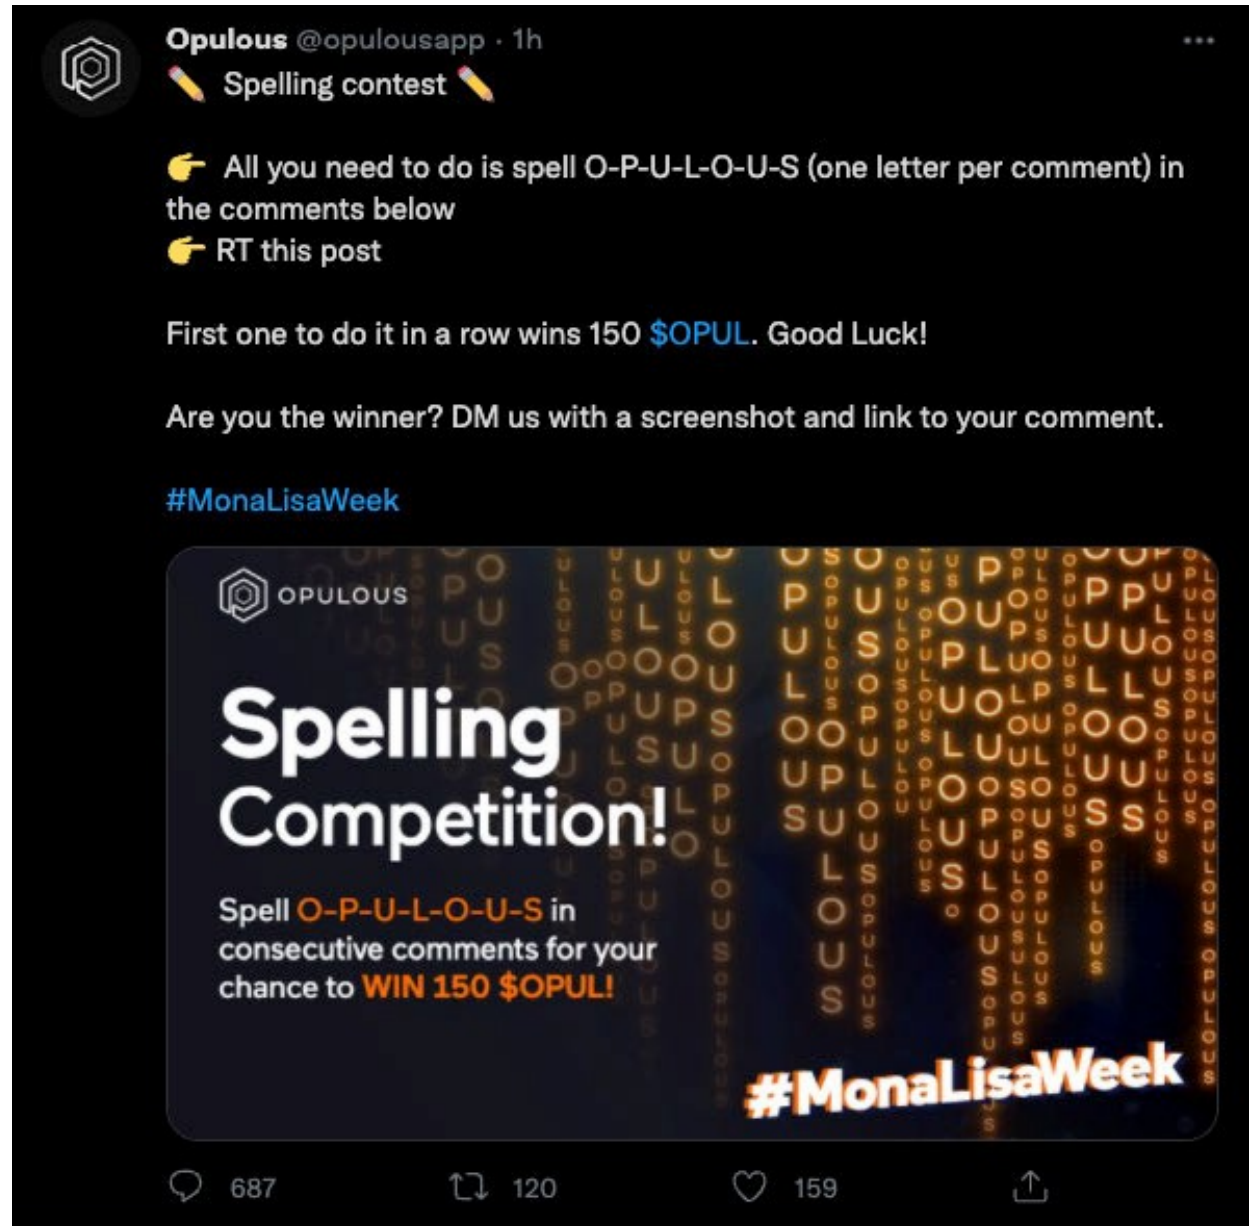 Opulous @opulousapp · 1h
✏️ Spelling contest ✏️
👉 All you need to do is spell O-P-U-L-O-U-S (one letter per comment) in
the comments below
👉 RT this post
First one to do it in a row wins 150 $OPUL. Good Luck!
Are you the winner? DM us with a screenshot and link to your comment.
#MonaLisaWeek
OPULOUS
Spelling
Competition!
Spell O-P-U-L-O-U-S in
consecutive comments for your
chance to WIN 150 $OPUL!
#MonaLisaWeek
687 120 159